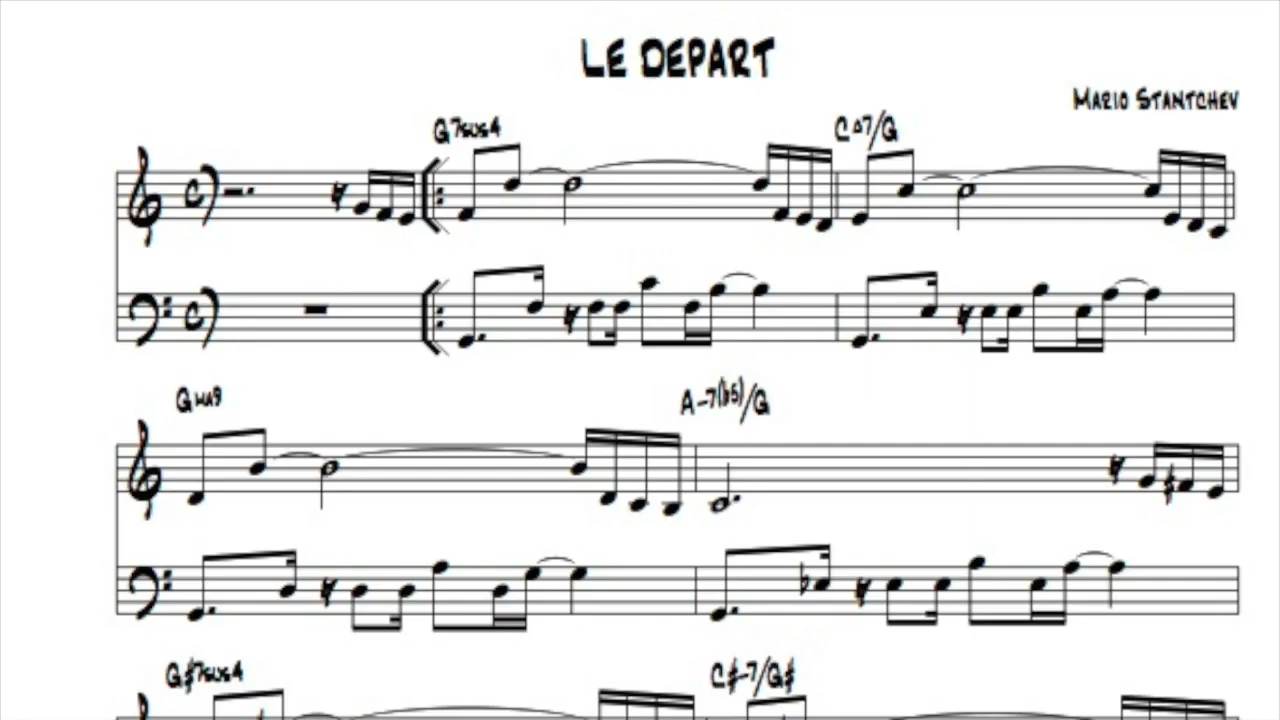 LE DEPART
MARIO STANTCHEV
G7sus4 C∆7/G
GMA9 A-7(b5)/G
G#7sus4 C#-7/G#